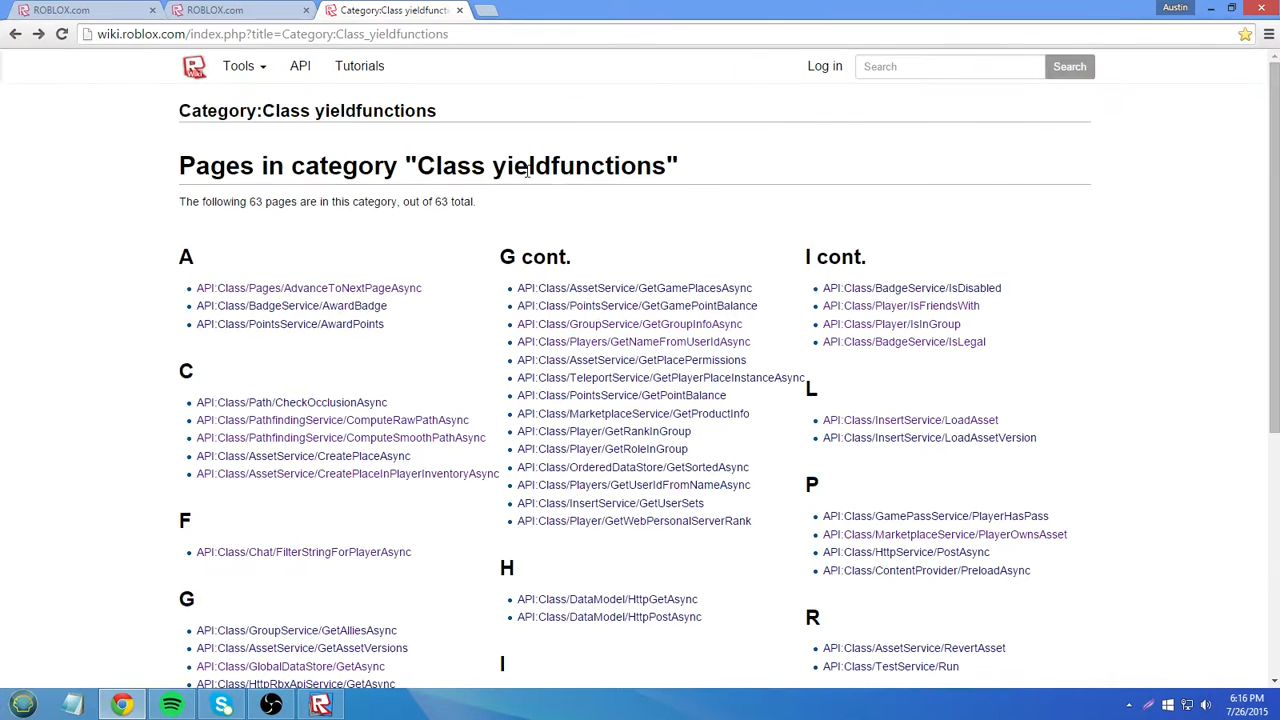 ROBLOX.com
ROBLOX.com
Category:Class yieldfuncti
Austin
wiki.roblox.com/index.php?title=Category:Class_yieldfunctions
Tools
API
Tutorials
Log in
Search
Search
Category:Class yieldfunctions
Pages in category "Class yieldfunctions"
The following 63 pages are in this category, out of 63 total.
A
API:Class/Pages/AdvanceToNextPageAsync
API:Class/BadgeService/AwardBadge
API:Class/PointsService/AwardPoints
C
API:Class/Path/CheckOcclusionAsync
API:Class/PathfindingService/ComputeRawPathAsync
API:Class/PathfindingService/ComputeSmoothPathAsync
API:Class/AssetService/CreatePlaceAsync
API:Class/AssetService/CreatePlaceInPlayerInventoryAsync
F
API:Class/Chat/FilterStringForPlayerAsync
G
API:Class/GroupService/GetAlliesAsync
API:Class/AssetService/GetAssetVersions
API:Class/GlobalDataStore/GetAsync
API:Class/HttpRbxApiService/GetAsync
G cont.
API:Class/AssetService/GetGamePlacesAsync
API:Class/PointsService/GetGamePointBalance
API:Class/GroupService/GetGroupInfoAsync
API:Class/Players/GetNameFromUserIdAsync
API:Class/AssetService/GetPlacePermissions
API:Class/TeleportService/GetPlayerPlaceInstanceAsync
API:Class/PointsService/GetPointBalance
API:Class/MarketplaceService/GetProductInfo
API:Class/Player/GetRankInGroup
API:Class/Player/GetRoleInGroup
API:Class/OrderedDataStore/GetSortedAsync
API:Class/Players/GetUserIdFromNameAsync
API:Class/InsertService/GetUserSets
API:Class/Player/GetWebPersonalServerRank
H
API:Class/DataModel/HttpGetAsync
API:Class/DataModel/HttpPostAsync
I
I cont.
API:Class/BadgeService/IsDisabled
API:Class/Player/IsFriendsWith
API:Class/Player/IsInGroup
API:Class/BadgeService/IsLegal
L
API:Class/InsertService/LoadAsset
API:Class/InsertService/LoadAssetVersion
P
API:Class/GamePassService/PlayerHasPass
API:Class/MarketplaceService/PlayerOwnsAsset
API:Class/HttpService/PostAsync
API:Class/ContentProvider/PreloadAsync
R
API:Class/AssetService/RevertAsset
API:Class/TestService/Run
6:16 PM
7/26/2015